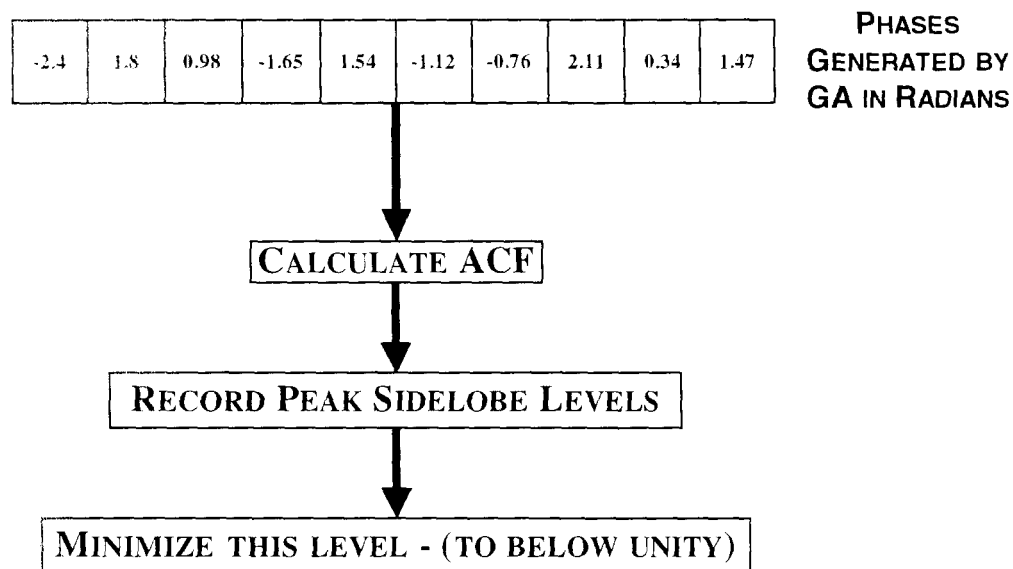 -2.4 1.8 0.98 -1.65 1.54 -1.12 -0.76 2.11 0.34 1.47
PHASES
GENERATED BY
GA IN RADIANS
CALCULATE ACF
RECORD PEAK SIDELOBE LEVELS
MINIMIZE THIS LEVEL - (TO BELOW UNITY)